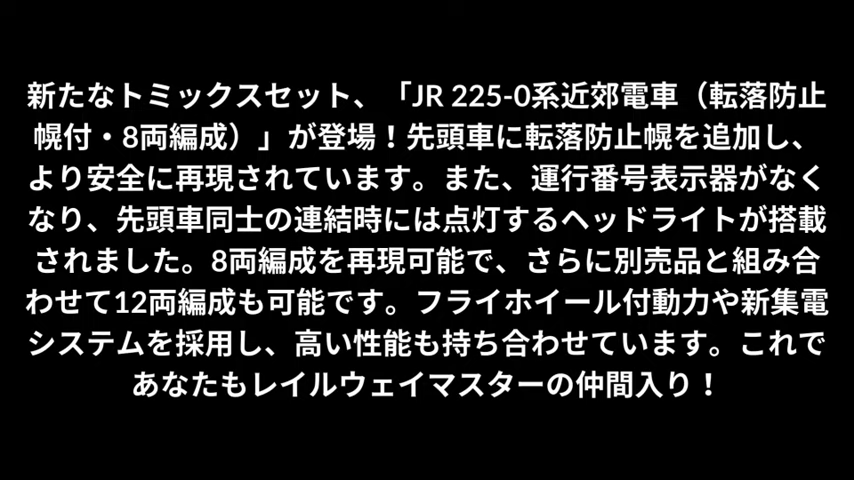 新たなトミックスセット、「JR 225-0系近郊電車（転落防止
幌付・8両編成）」が登場！先頭車に転落防止幌を追加し、
より安全に再現されています。また、運行番号表示器がなく
なり、先頭車同士の連結時には点灯するヘッドライトが搭載
されました。8両編成を再現可能で、さらに別売品と組み合
わせて12両編成も可能です。フライホイール付動力や新集電
システムを採用し、高い性能も持ち合わせています。これで
あなたもレイルウェイマスターの仲間入り！